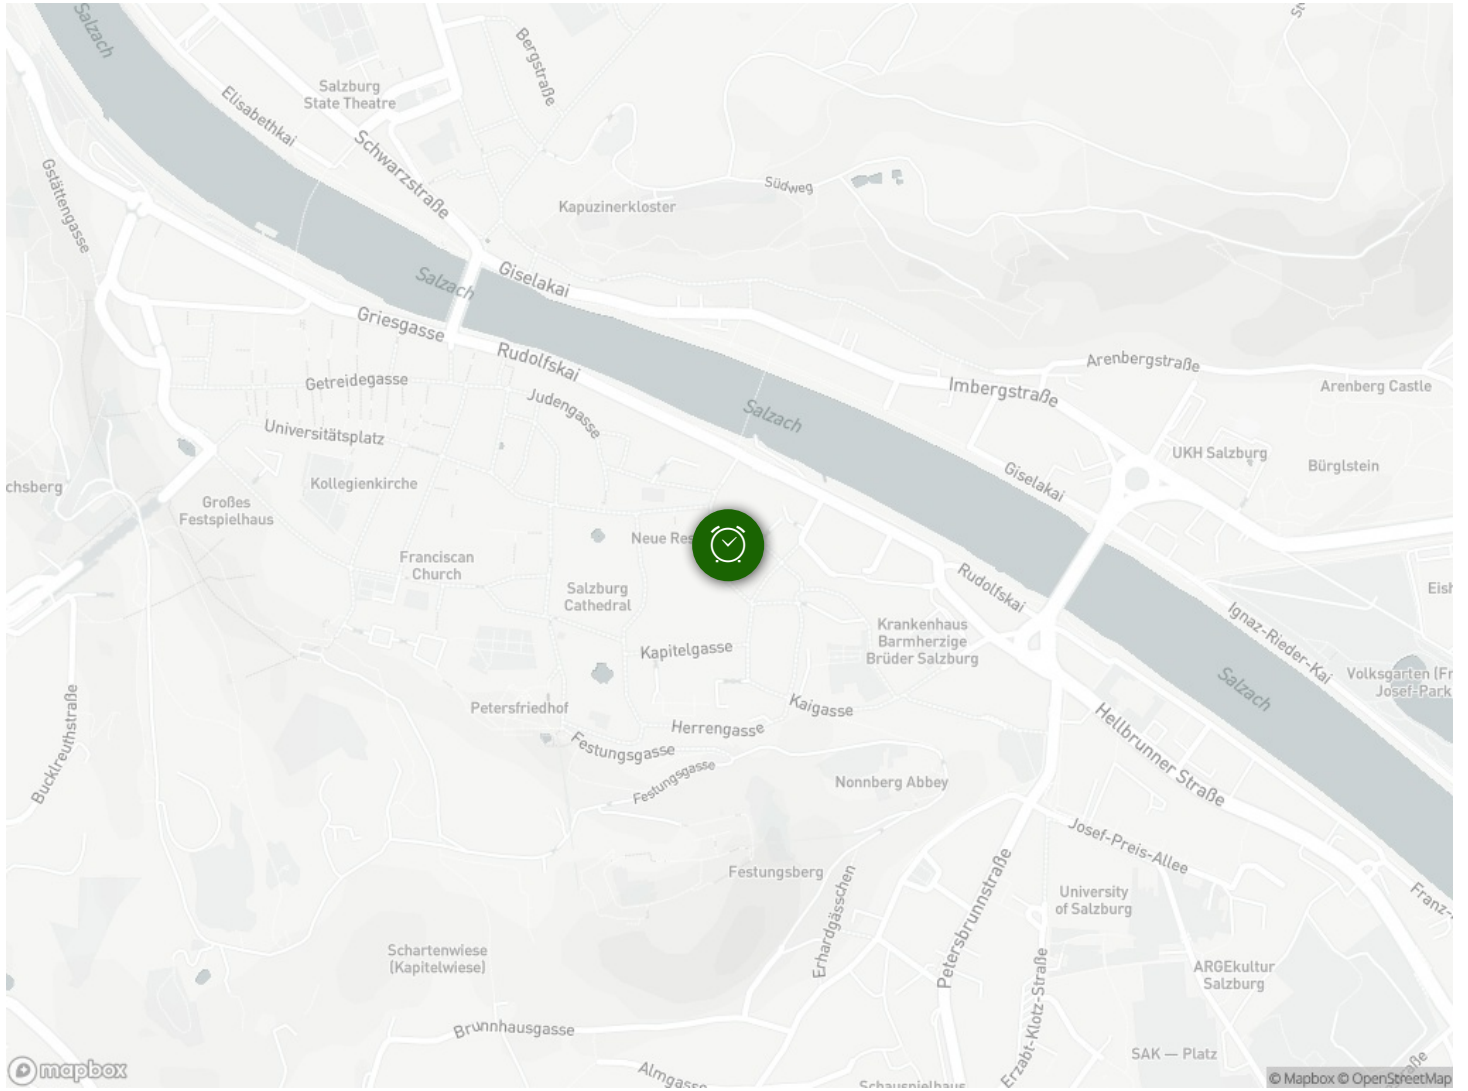 Salzach
Bergstraße
Salzburg
State Theatre
Elisabethkai
Schwarzstraße
Gstättengasse
Südweg
Kapuzinerkloster
Salzach
Giselakai
Griesgasse
Rudolfskai
Arenbergstraße
Getreidegasse
Imbergstraße
Arenberg Castle
Judengasse
Salzach
Universitätsplatz
UKH Salzburg
Bürglstein
Giselakai
Kollegienkirche
chsberg
Großes
Festspielhaus
Neue Res
Franciscan
Church
Salzburg
Cathedral
Rudolfskai
Eish
Ignaz-Rieder-Kai
Krankenhaus
Barmherzige
Brüder Salzburg
Kapitelgasse
Volksgarten (Fr
Josef-Park
Salzach
Petersfriedhof
Kaigasse
Herrengasse
Hellbrunner Straße
Bucklreuthstraße
Festungsgasse
Festungsgasse
Nonnberg Abbey
Josef-Preis-Allee
Festungsberg
Petersbrunnstraße
University
of Salzburg
Franz-
Erhardgässchen
Schartenwiese
(Kapitelwiese)
ARGEkultur
Salzburg
Erzabt-Klotz-Straße
Brunnhausgasse
SAK — Platz
Almgasse
Schauspielhaus
raße
mapbox
© Mapbox © OpenStreetMap